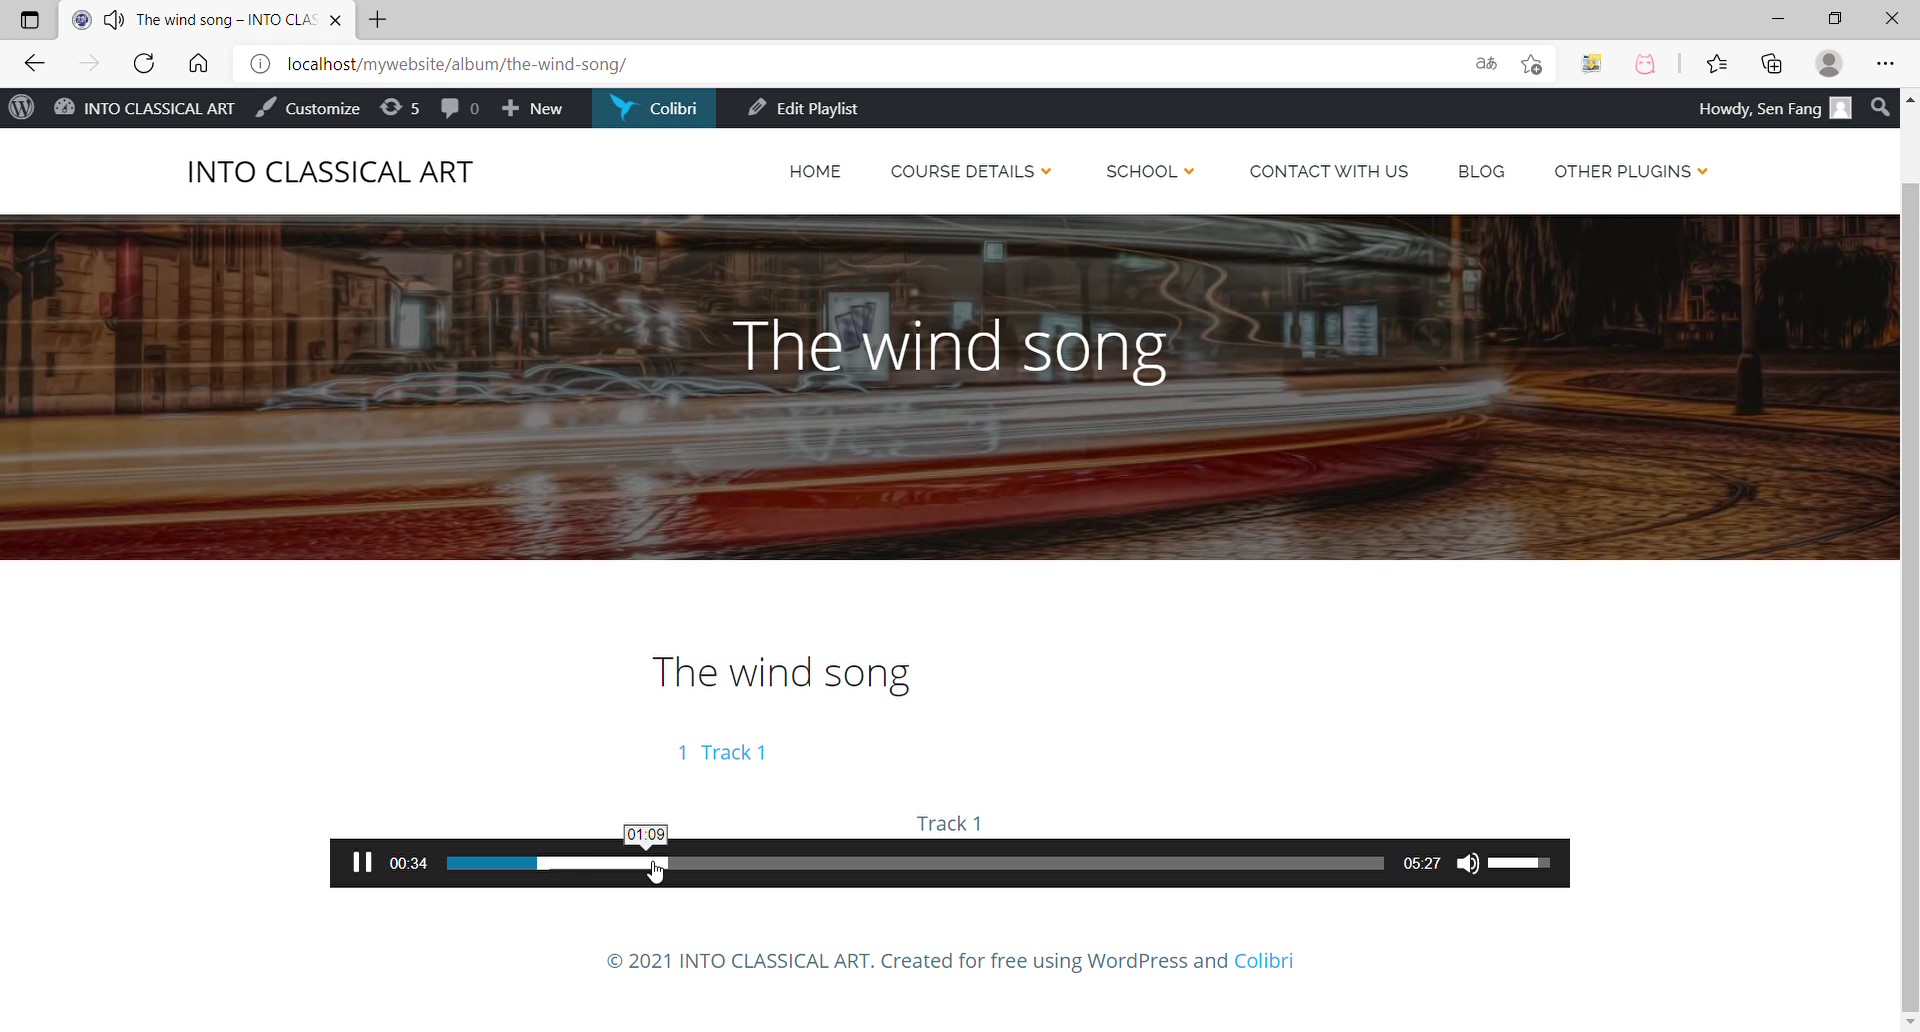 The wind song – INTO CLAS
localhost/mywebsite/album/the-wind-song/
INTO CLASSICAL ART Customize 5 0 New Colibri Edit Playlist Howdy, Sen Fang
INTO CLASSICAL ART HOME COURSE DETAILS SCHOOL CONTACT WITH US BLOG OTHER PLUGINS
The wind song
The wind song
1 Track 1
Track 1
01:09
00:34 05:27
© 2021 INTO CLASSICAL ART. Created for free using WordPress and Colibri